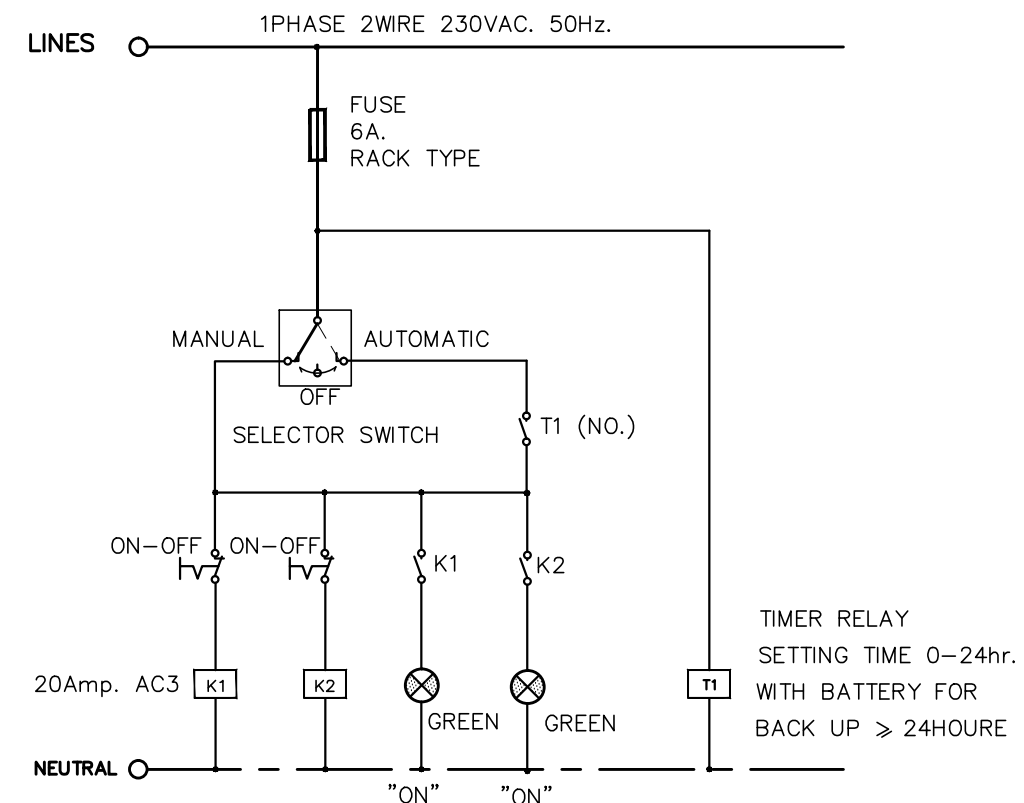 1PHASE 2WIRE 230VAC. 50Hz.
LINES
FUSE
6A.
RACK TYPE
MANUAL
AUTOMATIC
OFF
SELECTOR SWITCH
T1 (NO.)
ON-OFF
ON-OFF
K1
K2
20Amp. AC3
K1
K2
GREEN
GREEN
T1
TIMER RELAY
SETTING TIME 0-24hr.
WITH BATTERY FOR
BACK UP ⩾ 24HOURE
NEUTRAL
"ON"
"ON"